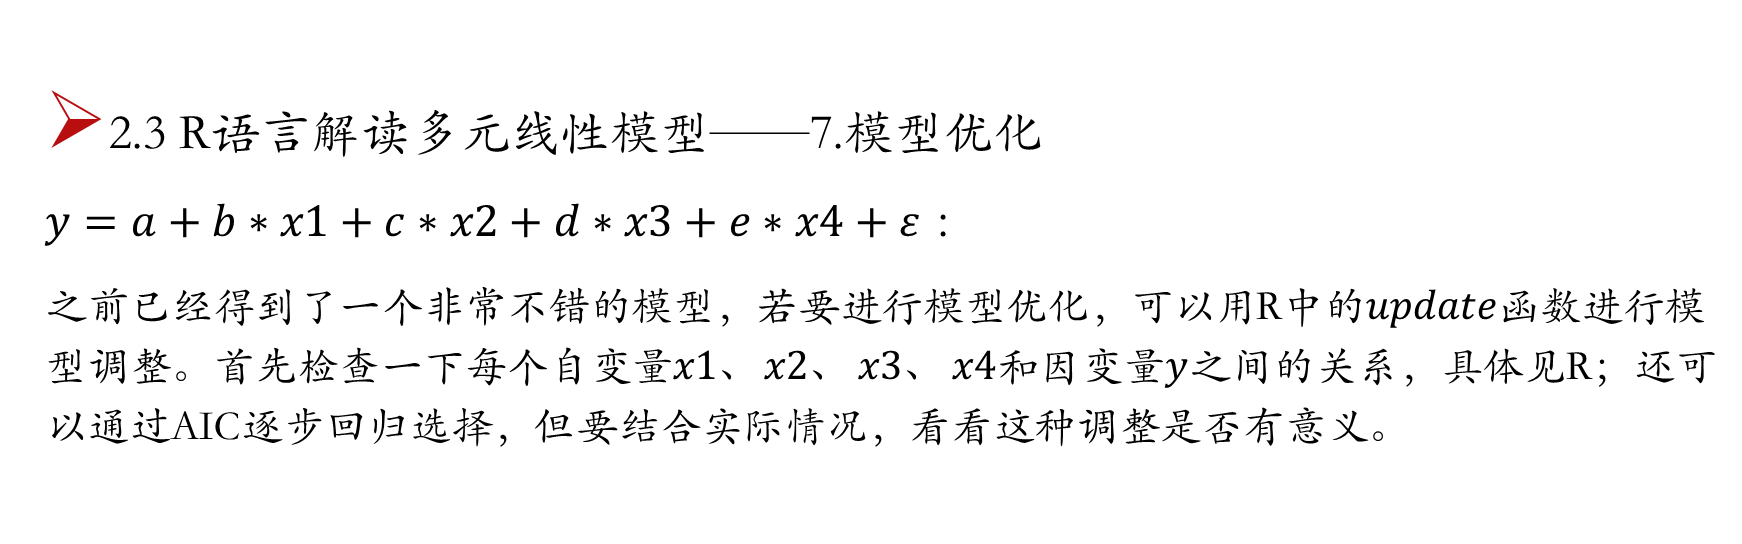 2.3 R语言解读多元线性模型——7.模型优化
y = a + b ∗ x1 + c ∗ x2 + d ∗ x3 + e ∗ x4 + ε：
之前已经得到了一个非常不错的模型，若要进行模型优化，可以用R中的update函数进行模
型调整。首先检查一下每个自变量x1、x2、x3、x4和因变量y之间的关系，具体见R；还可
以通过AIC逐步回归选择，但要结合实际情况，看看这种调整是否有意义。